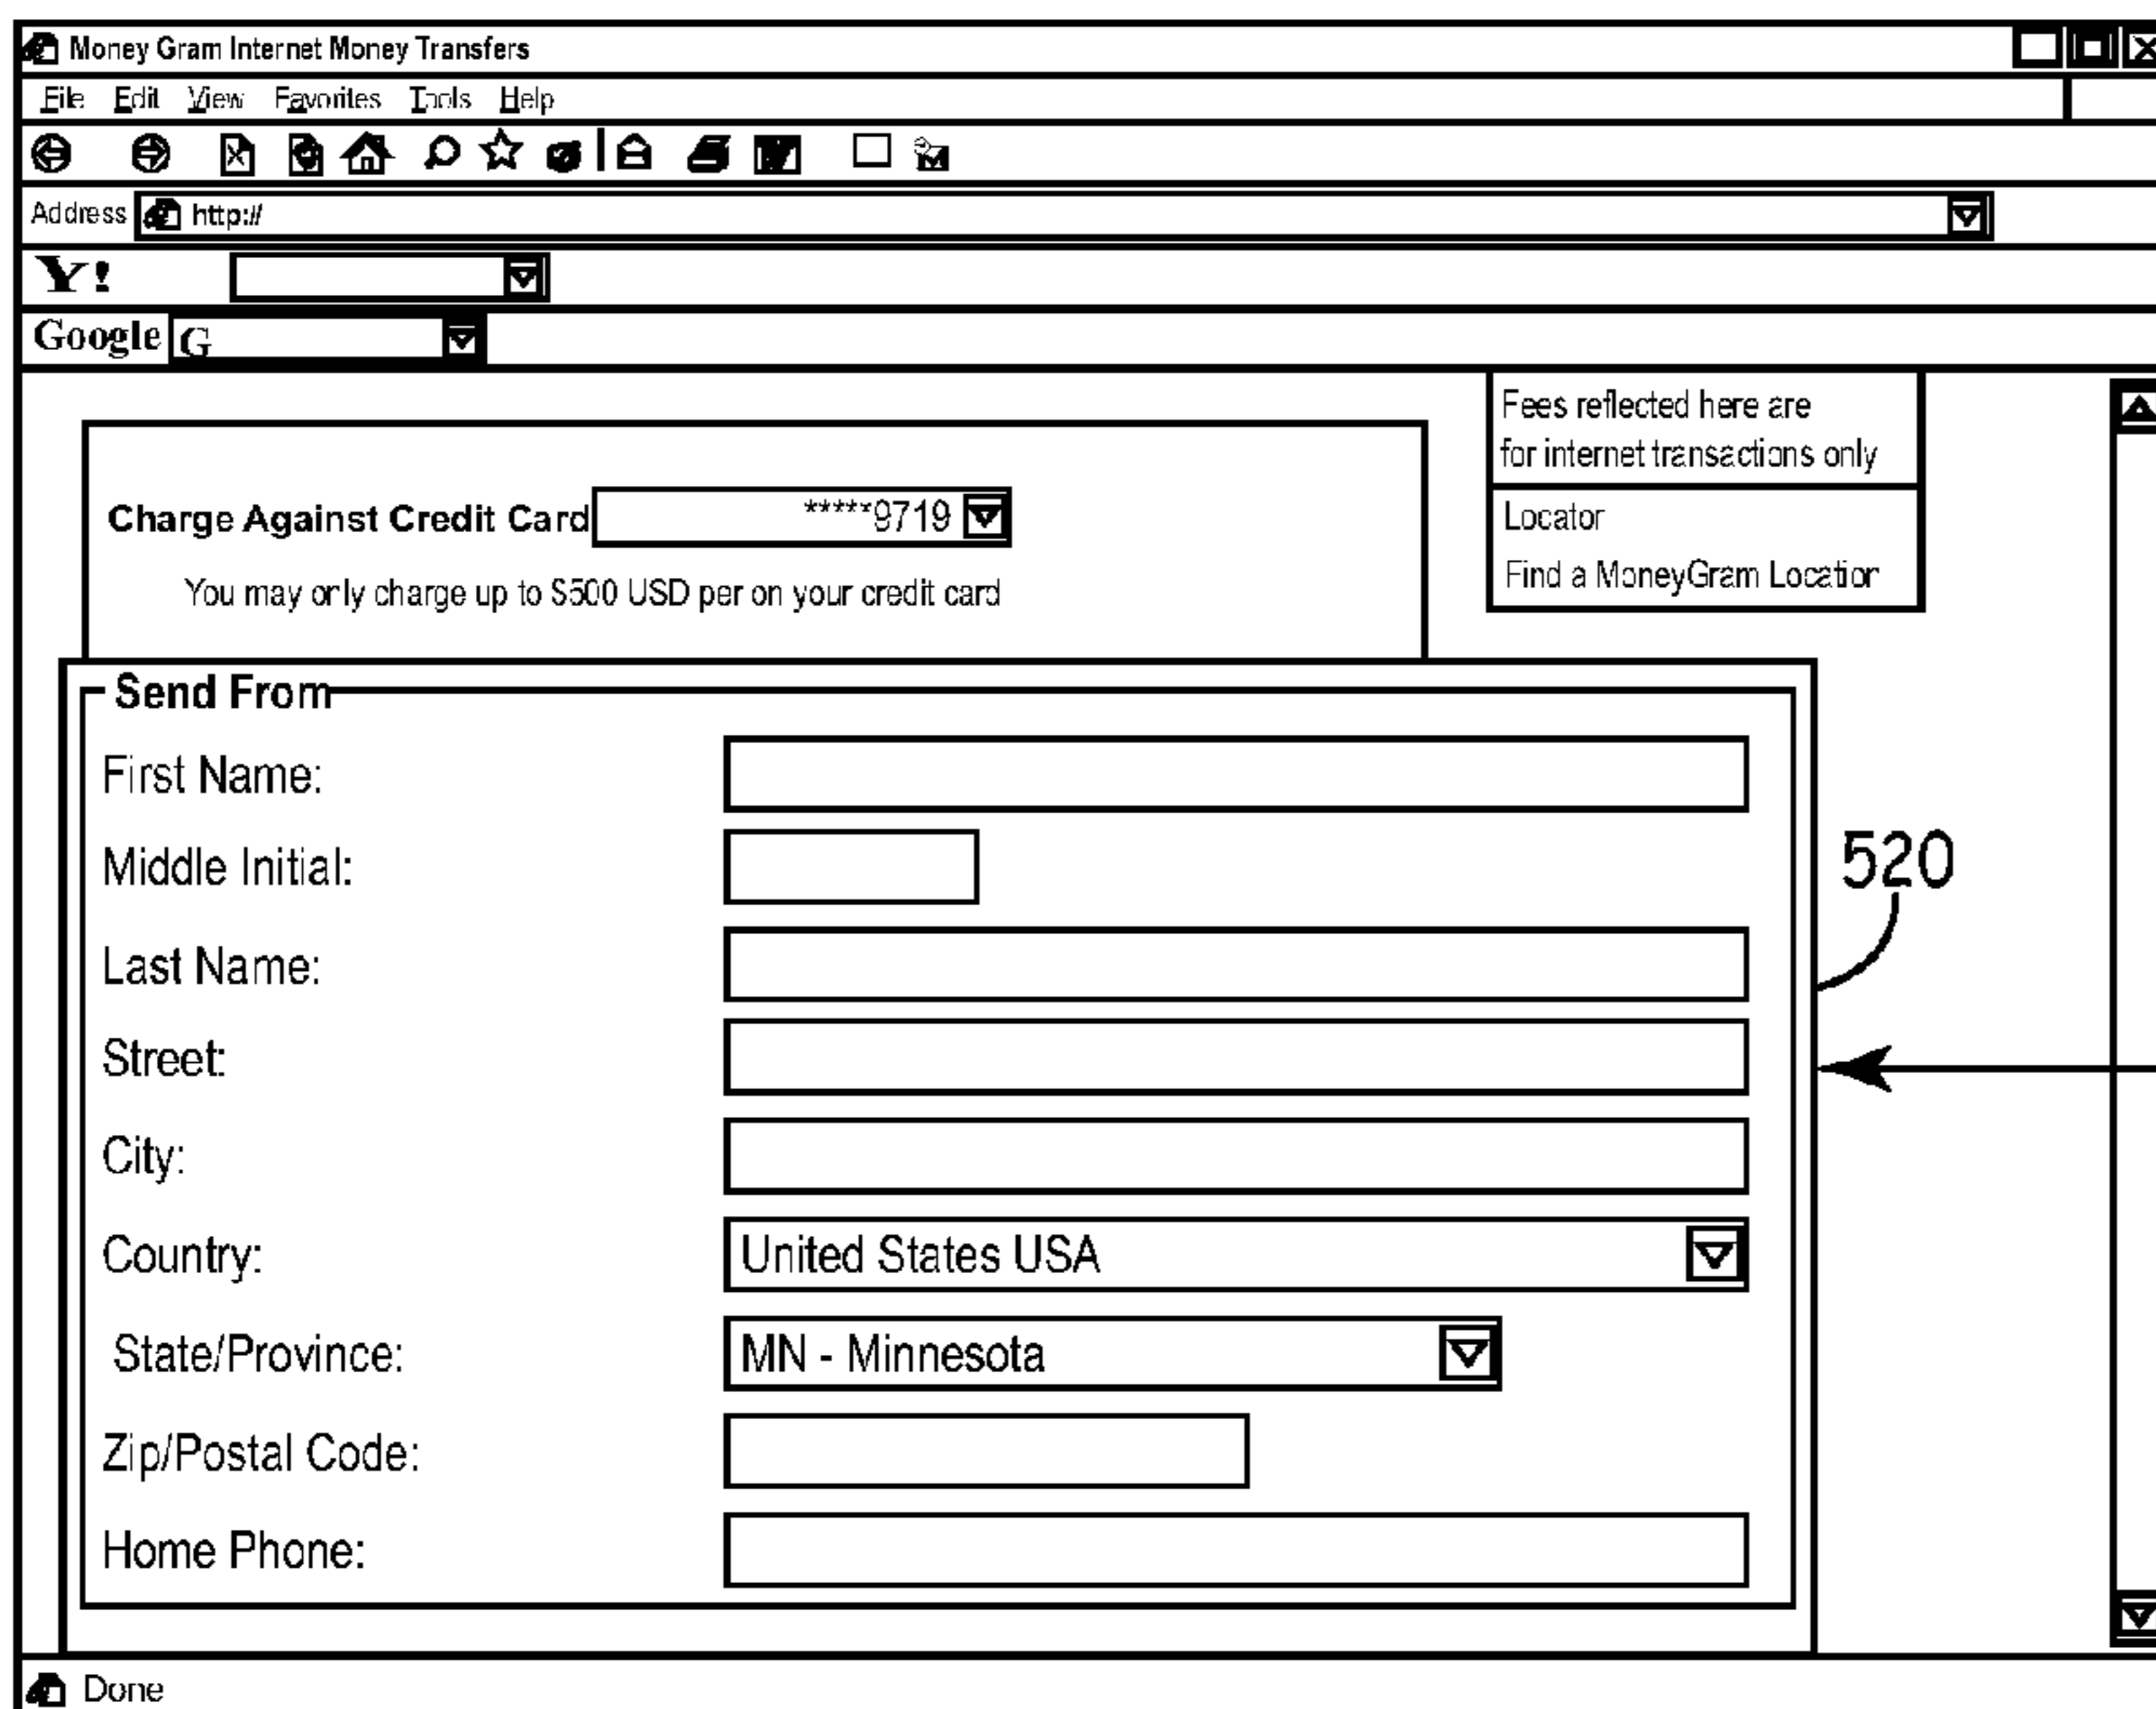 Money Gram Internet Money Transfers
File Edit View Favorites Tools Help
Address http://
Y!
Google G
Fees reflected here are
for internet transactions only
Locator
Find a MoneyGram Location
Charge Against Credit Card *****9719
You may only charge up to $500 USD per on your credit card
Send From
First Name:
Middle Initial:
Last Name:
520
Street:
City:
Country: United States USA
State/Province: MN - Minnesota
Zip/Postal Code:
Home Phone:
Done